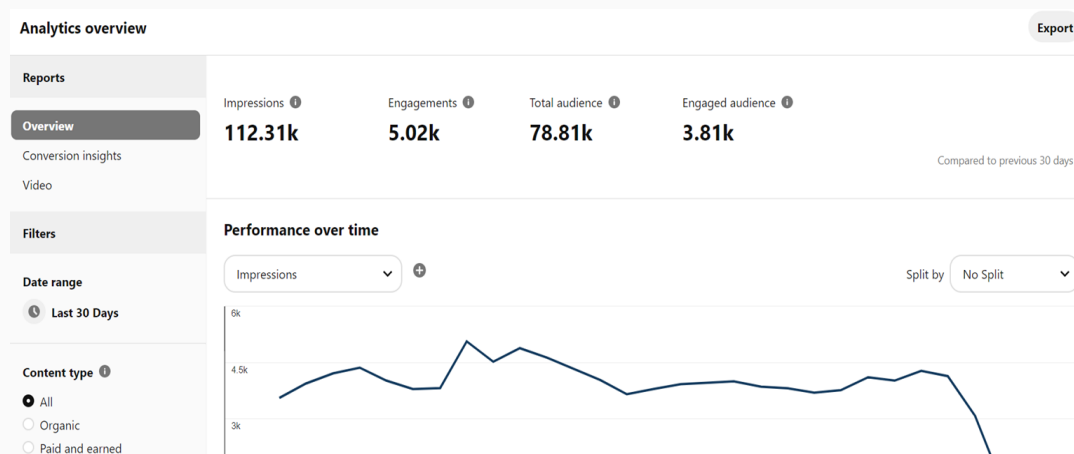 Analytics overview
Export
Reports
Overview
Conversion insights
Video
Filters
Date range
Last 30 Days
Content type
All
Organic
Paid and earned
Impressions Engagements Total audience Engaged audience
112.31k 5.02k 78.81k 3.81k
Compared to previous 30 days
Performance over time
Impressions
Split by No Split
6k
4.5k
3k